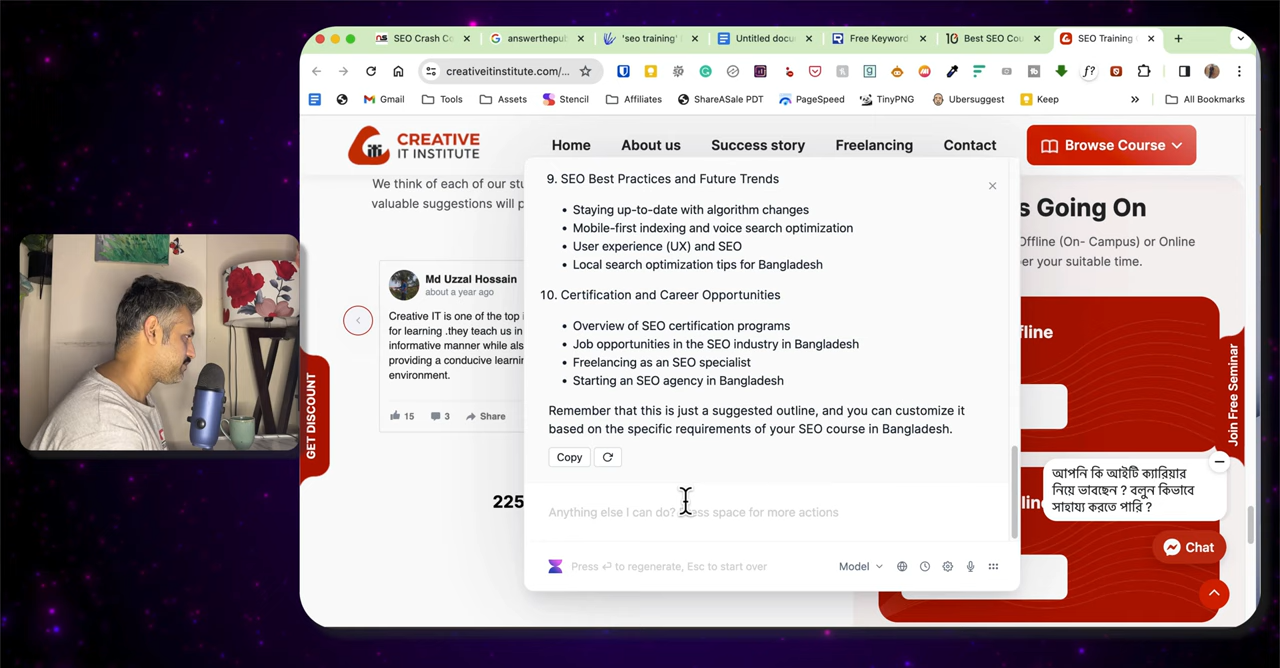 SEO Crash Co
answerthepu
'seo training'
Untitled docu
Free Keyword
Best SEO Cou
SEO Training
creativeitinstitute.com/...
Gmail
Tools
Assets
Stencil
Affiliates
ShareASale PDT
PageSpeed
TinyPNG
Ubersuggest
Keep
All Bookmarks
CREATIVE
IT INSTITUTE
Home
About us
Success story
Freelancing
Contact
Browse Course
We think of each of our stu
valuable suggestions will p
GET DISCOUNT
Md Uzzal Hossain
about a year ago
Creative IT is one of the top i
for learning .they teach us in
informative manner while als
providing a conducive learnin
environment.
15
3
Share
225
9. SEO Best Practices and Future Trends
• Staying up-to-date with algorithm changes
• Mobile-first indexing and voice search optimization
• User experience (UX) and SEO
• Local search optimization tips for Bangladesh
10. Certification and Career Opportunities
• Overview of SEO certification programs
• Job opportunities in the SEO industry in Bangladesh
• Freelancing as an SEO specialist
• Starting an SEO agency in Bangladesh
Remember that this is just a suggested outline, and you can customize it
based on the specific requirements of your SEO course in Bangladesh.
Copy
Anything else I can do? space for more actions
Press ⏎ to regenerate, Esc to start over
Model
s Going On
Offline (On- Campus) or Online
er your suitable time.
fline
Join Free Seminar
আপনি কি আইটি ক্যারিয়ার
নিয়ে ভাবছেন ? বলুন কিভাবে
সাহায্য করতে পারি ?
Chat